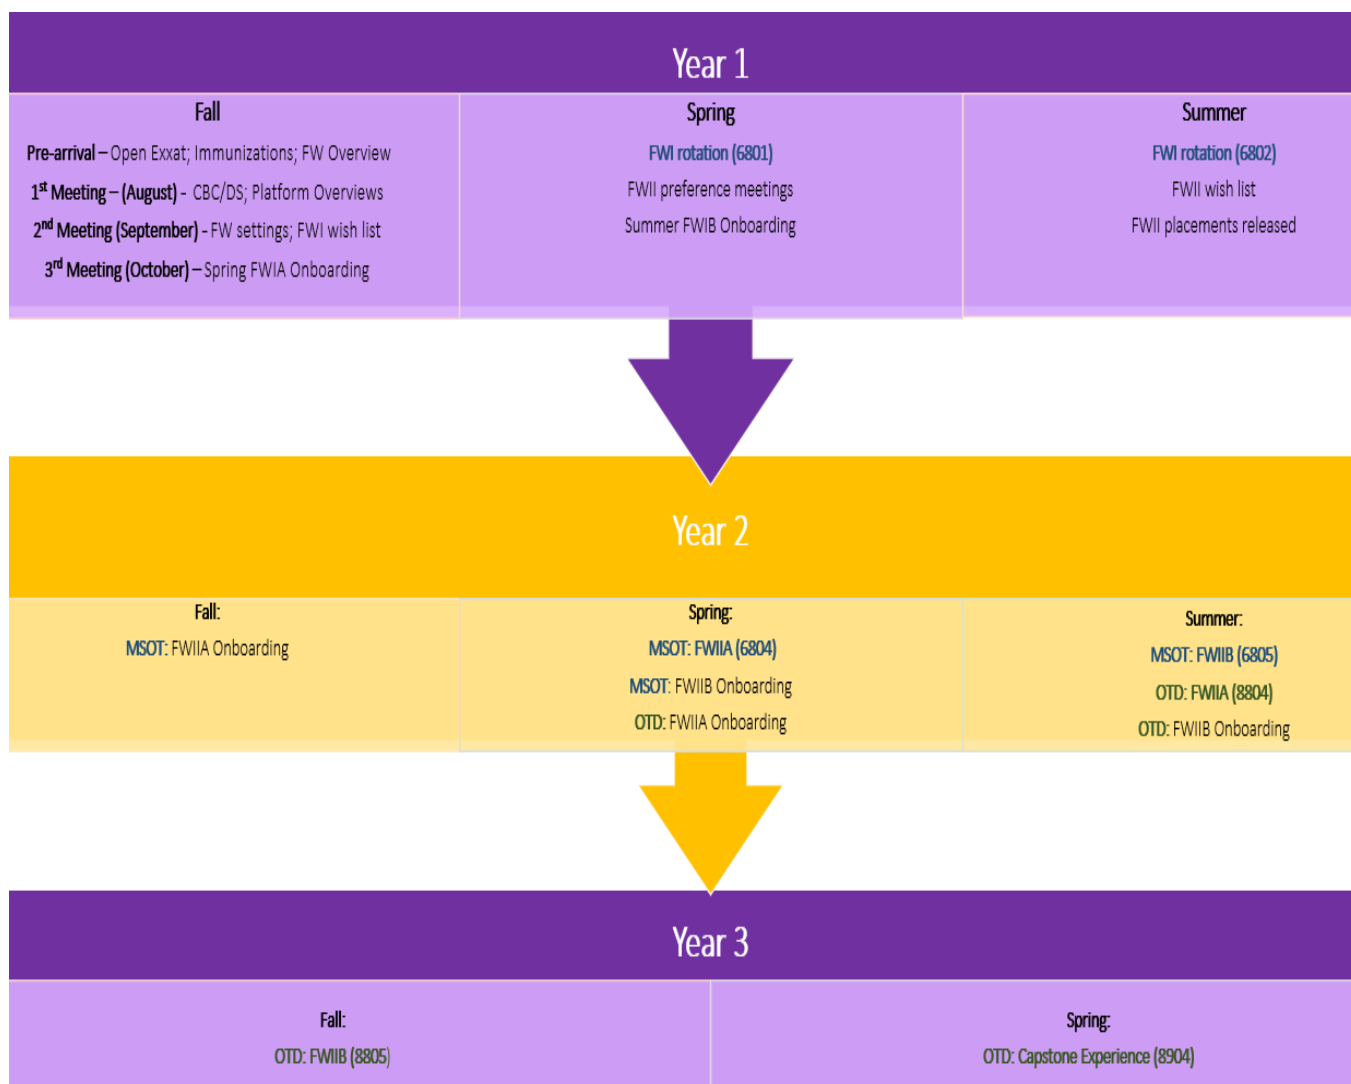 Year 1
Fall
Pre-arrival – Open Exxat; Immunizations; FW Overview
1st Meeting – (August) - CBC/DS; Platform Overviews
2nd Meeting (September) - FW settings; FWI wish list
3rd Meeting (October) – Spring FWIA Onboarding
Spring
FWI rotation (6801)
FWII preference meetings
Summer FWIB Onboarding
Summer
FWI rotation (6802)
FWII wish list
FWII placements released
Year 2
Fall:
MSOT: FWIIA Onboarding
Spring:
MSOT: FWIIA (6804)
MSOT: FWIIB Onboarding
OTD: FWIIA Onboarding
Summer:
MSOT: FWIIB (6805)
OTD: FWIIA (8804)
OTD: FWIIB Onboarding
Year 3
Fall:
OTD: FWIIB (8805)
Spring:
OTD: Capstone Experience (8904)